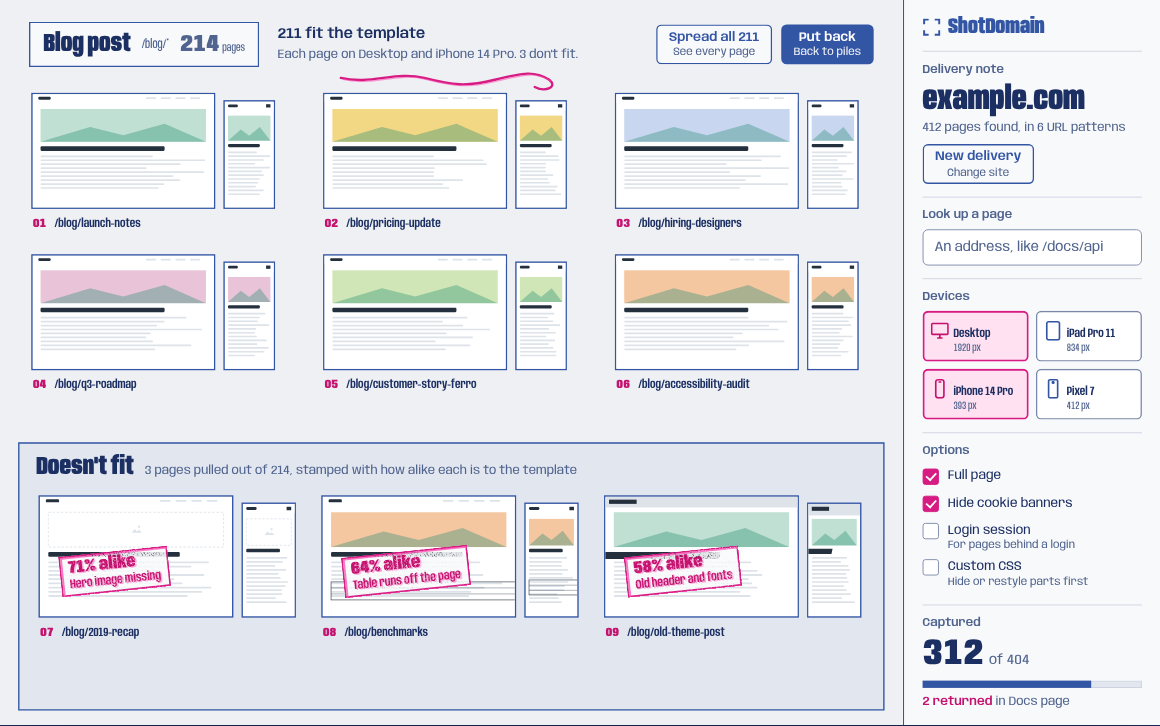 Blog post /blog/* 214 pages
211 fit the template
Each page on Desktop and iPhone 14 Pro. 3 don't fit.
Spread all 211
See every page
Put back
Back to piles
01 /blog/launch-notes
02 /blog/pricing-update
03 /blog/hiring-designers
04 /blog/q3-roadmap
05 /blog/customer-story-ferro
06 /blog/accessibility-audit
Doesn't fit 3 pages pulled out of 214, stamped with how alike each is to the template
71% alike
Hero image missing
64% alike
Table runs off the page
58% alike
Old header and fonts
07 /blog/2019-recap
08 /blog/benchmarks
09 /blog/old-theme-post
ShotDomain
Delivery note
example.com
412 pages found, in 6 URL patterns
New delivery
Change site
Look up a page
An address, like /docs/api
Devices
Desktop
1920 px
iPad Pro 11
834 px
iPhone 14 Pro
393 px
Pixel 7
412 px
Options
Full page
Hide cookie banners
Login session
For pages behind a login
Custom CSS
Hide or restyle parts first
Captured
312 of 404
2 returned in Docs page